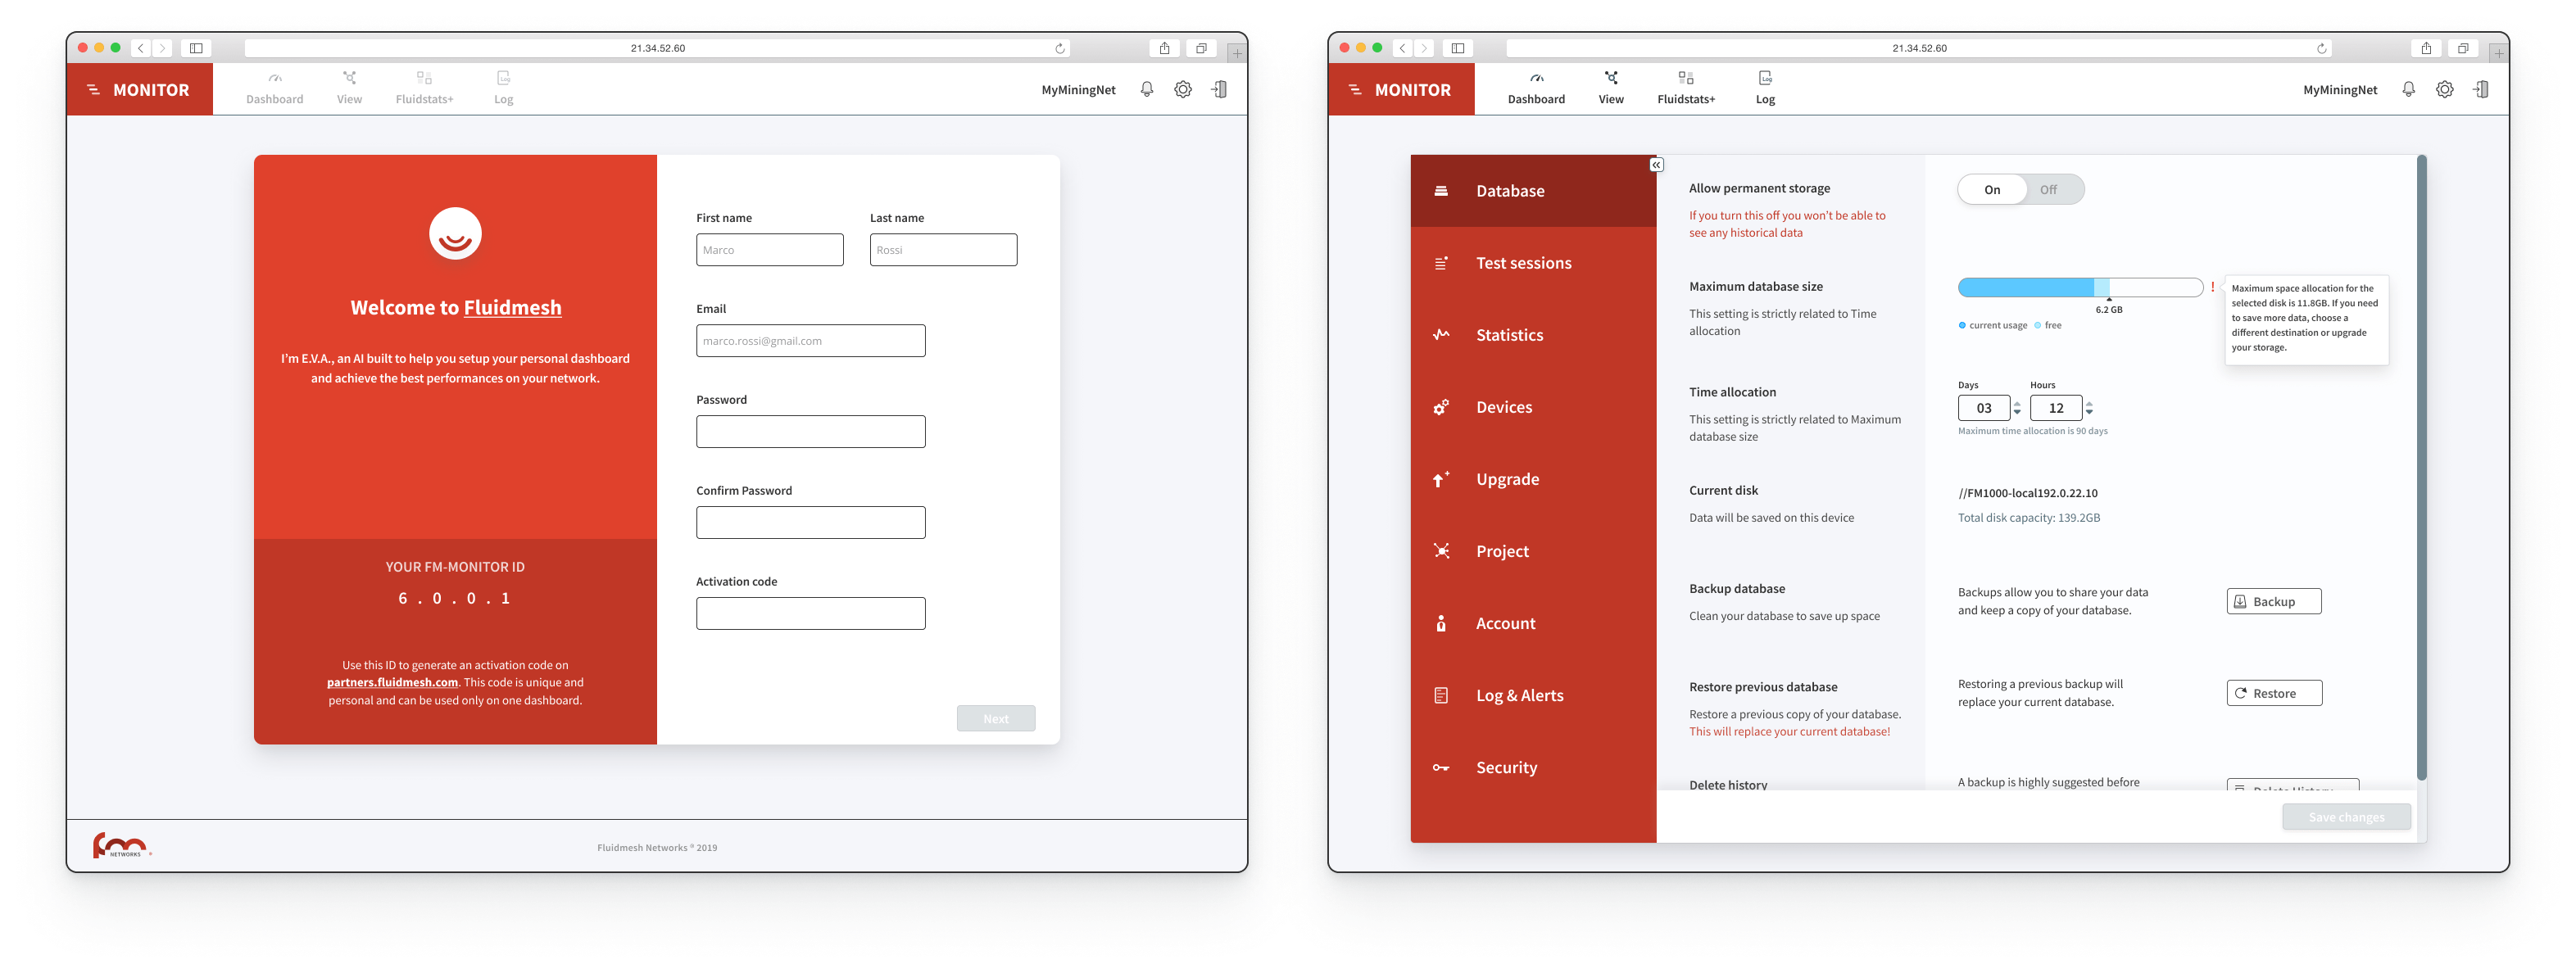 21.34.52.60
MONITOR
Dashboard
View
Fluidstats+
Log
MyMiningNet
Welcome to Fluidmesh
I'm E.V.A., an AI built to help you setup your personal dashboard
and achieve the best performances on your network.
YOUR FM-MONITOR ID
6 . 0 . 0 . 1
Use this ID to generate an activation code on
partners.fluidmesh.com. This code is unique and
personal and can be used only on one dashboard.
First name
Last name
Marco
Rossi
Email
marco.rossi@gmail.com
Password
Confirm Password
Activation code
Next
NETWORKS
Fluidmesh Networks ® 2019
21.34.52.60
MONITOR
Dashboard
View
Fluidstats+
Log
MyMiningNet
Database
Test sessions
Statistics
Devices
Upgrade
Project
Account
Log & Alerts
Security
Allow permanent storage
If you turn this off you won't be able to
see any historical data
On
Off
Maximum database size
This setting is strictly related to Time
allocation
6.2 GB
current usage
free
!
Maximum space allocation for the
selected disk is 11.8GB. If you need
to save more data, choose a
different destination or upgrade
your storage.
Time allocation
This setting is strictly related to Maximum
database size
Days
Hours
03
12
Maximum time allocation is 90 days
Current disk
Data will be saved on this device
//FM1000-local192.0.22.10
Total disk capacity: 139.2GB
Backup database
Clean your database to save up space
Backups allow you to share your data
and keep a copy of your database.
Backup
Restore previous database
Restore a previous copy of your database.
This will replace your current database!
Restoring a previous backup will
replace your current database.
Restore
Delete history
A backup is highly suggested before
Delete History
Save changes